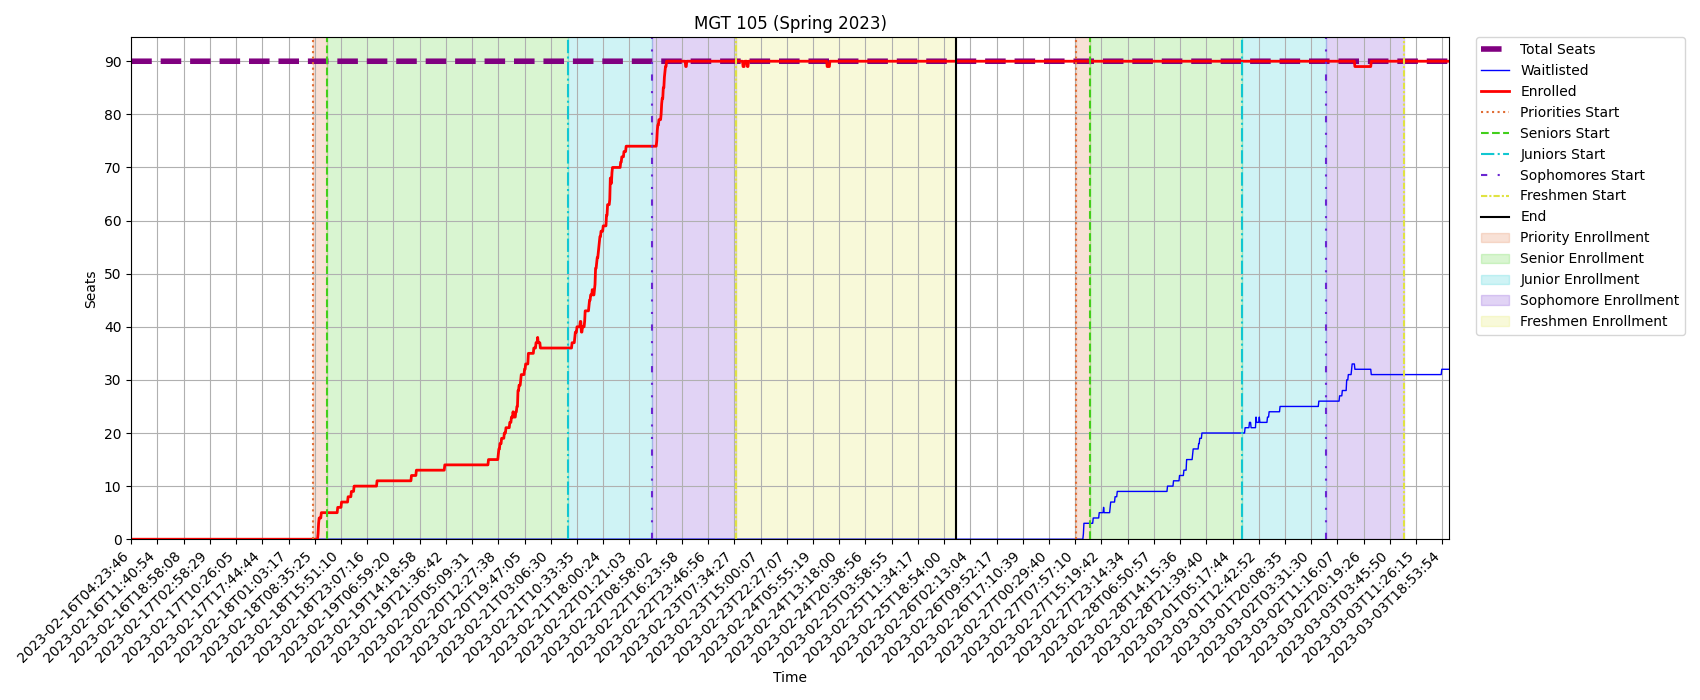 MGT 105 (Spring 2023)
Seats
90
80
70
60
50
40
30
20
10
0
2023-02-16T04:23:46
2023-02-16T11:40:54
2023-02-16T18:58:08
2023-02-17T02:58:29
2023-02-17T10:26:05
2023-02-17T17:44:44
2023-02-18T01:03:17
2023-02-18T08:35:25
2023-02-18T15:51:10
2023-02-18T23:07:16
2023-02-19T06:59:20
2023-02-19T14:18:58
2023-02-19T21:36:42
2023-02-20T05:09:31
2023-02-20T12:27:38
2023-02-20T19:47:05
2023-02-21T03:06:30
2023-02-21T10:33:35
2023-02-21T18:00:24
2023-02-22T01:21:03
2023-02-22T08:58:02
2023-02-22T16:23:58
2023-02-22T23:46:56
2023-02-23T07:34:27
2023-02-23T15:00:07
2023-02-23T22:27:07
2023-02-24T05:55:19
2023-02-24T13:18:00
2023-02-24T20:38:56
2023-02-25T03:58:55
2023-02-25T11:34:17
2023-02-25T18:54:00
2023-02-26T02:13:04
2023-02-26T09:52:17
2023-02-26T17:10:39
2023-02-27T00:29:40
2023-02-27T07:57:10
2023-02-27T15:19:42
2023-02-27T23:14:34
2023-02-28T06:50:57
2023-02-28T14:15:36
2023-02-28T21:39:40
2023-03-01T05:17:44
2023-03-01T12:42:52
2023-03-01T20:08:35
2023-03-02T03:31:30
2023-03-02T11:16:07
2023-03-02T20:19:26
2023-03-03T03:45:50
2023-03-03T11:26:15
2023-03-03T18:53:54
Time
Total Seats
Waitlisted
Enrolled
Priorities Start
Seniors Start
Juniors Start
Sophomores Start
Freshmen Start
End
Priority Enrollment
Senior Enrollment
Junior Enrollment
Sophomore Enrollment
Freshmen Enrollment